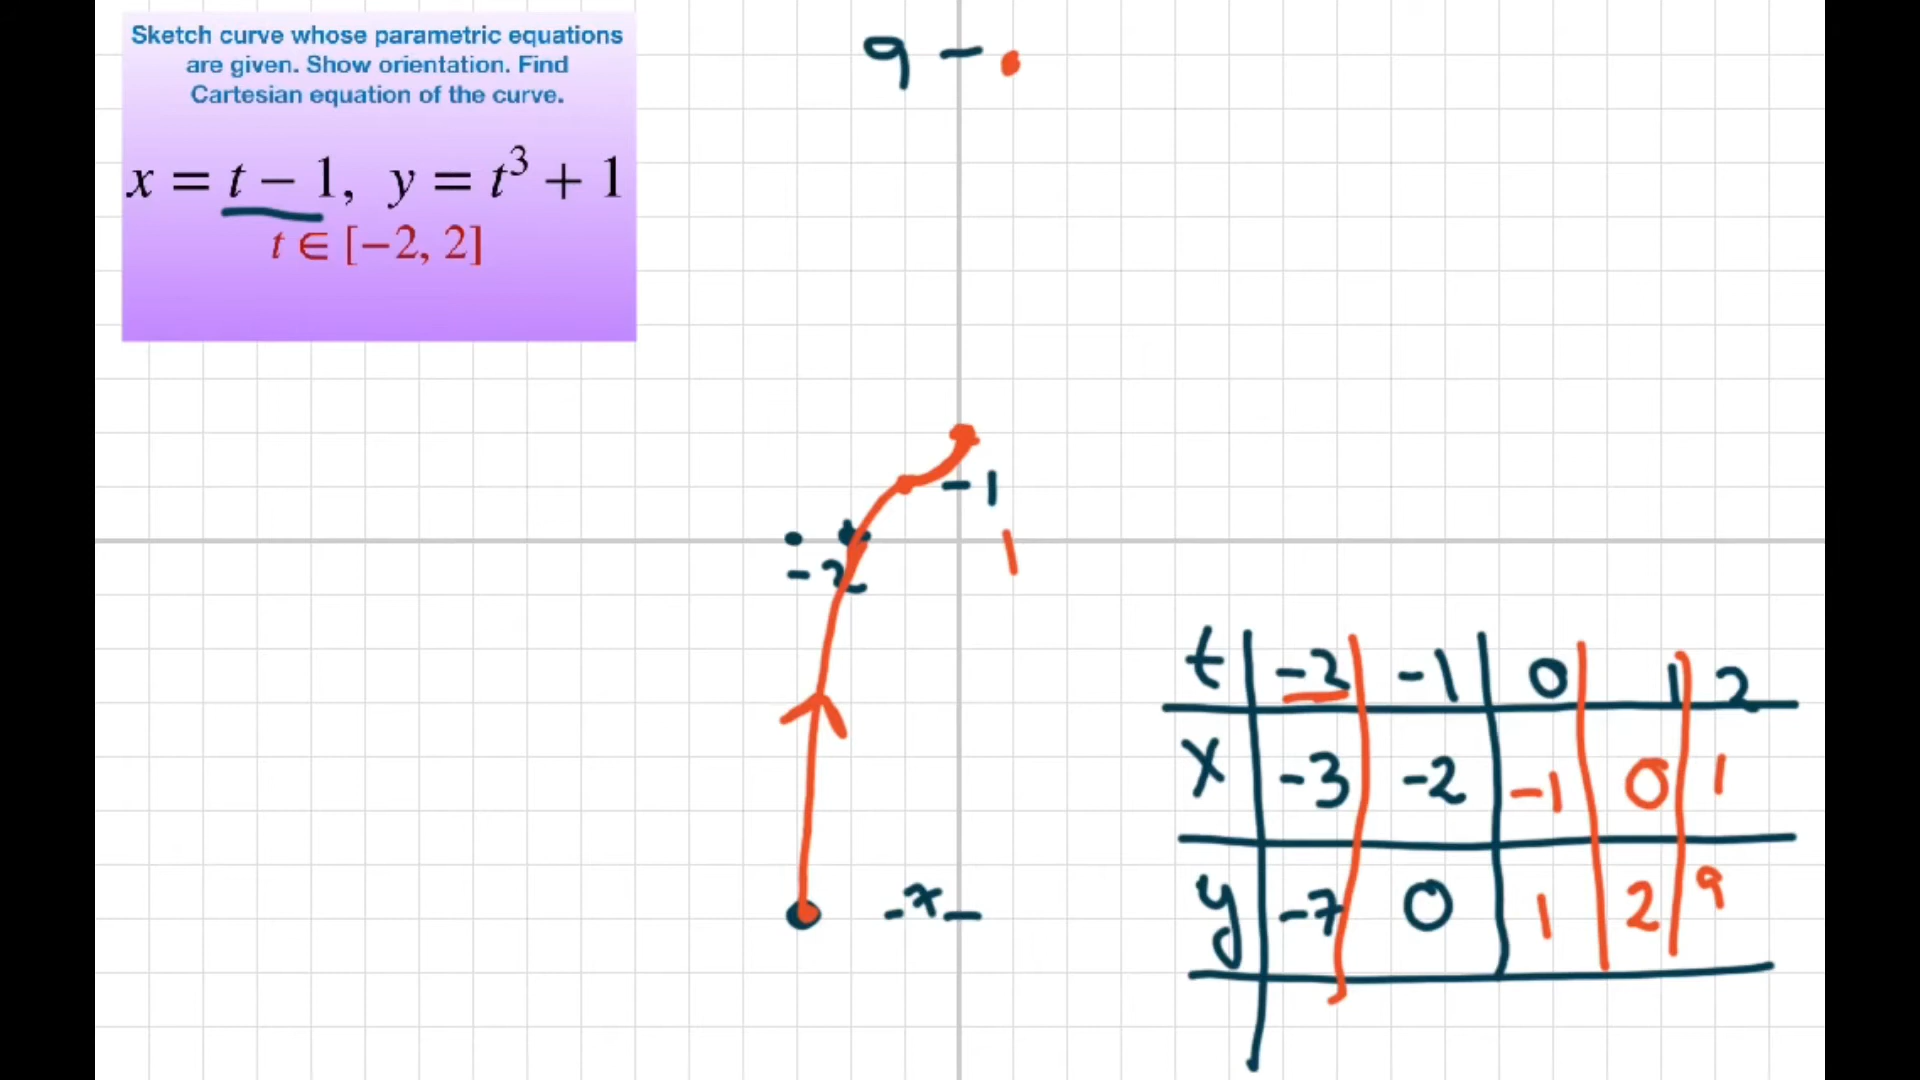 Sketch curve whose parametric equations
are given. Show orientation. Find
Cartesian equation of the curve.
x = t − 1, y = t³ + 1
t ∈ [−2, 2]
9
1
-2
1
-7
t -2 -1 0 1 2
x -3 -2 -1 0 1
y -7 0 1 2 9